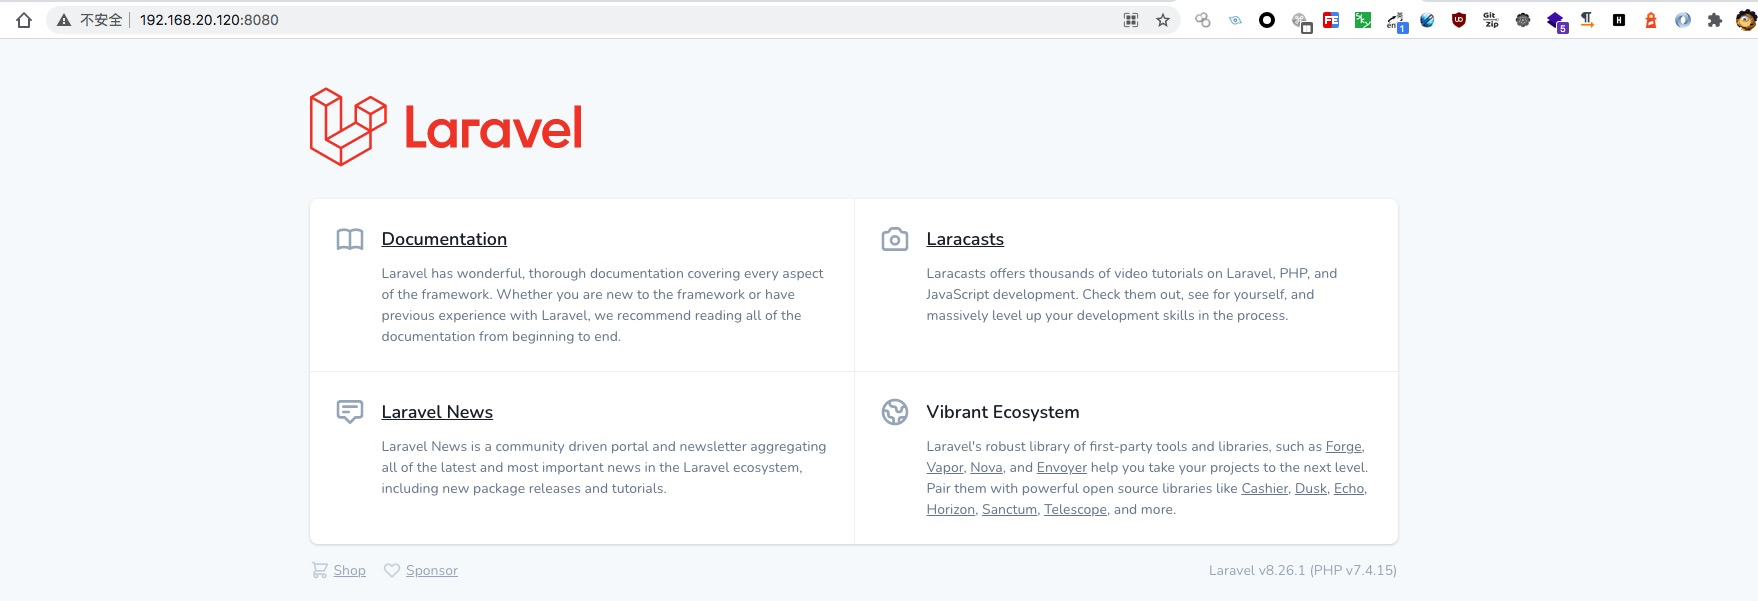 不安全 192.168.20.120:8080
Laravel
Documentation
Laravel has wonderful, thorough documentation covering every aspect
of the framework. Whether you are new to the framework or have
previous experience with Laravel, we recommend reading all of the
documentation from beginning to end.
Laracasts
Laracasts offers thousands of video tutorials on Laravel, PHP, and
JavaScript development. Check them out, see for yourself, and
massively level up your development skills in the process.
Laravel News
Laravel News is a community driven portal and newsletter aggregating
all of the latest and most important news in the Laravel ecosystem,
including new package releases and tutorials.
Vibrant Ecosystem
Laravel's robust library of first-party tools and libraries, such as Forge,
Vapor, Nova, and Envoyer help you take your projects to the next level.
Pair them with powerful open source libraries like Cashier, Dusk, Echo,
Horizon, Sanctum, Telescope, and more.
Shop Sponsor
Laravel v8.26.1 (PHP v7.4.15)